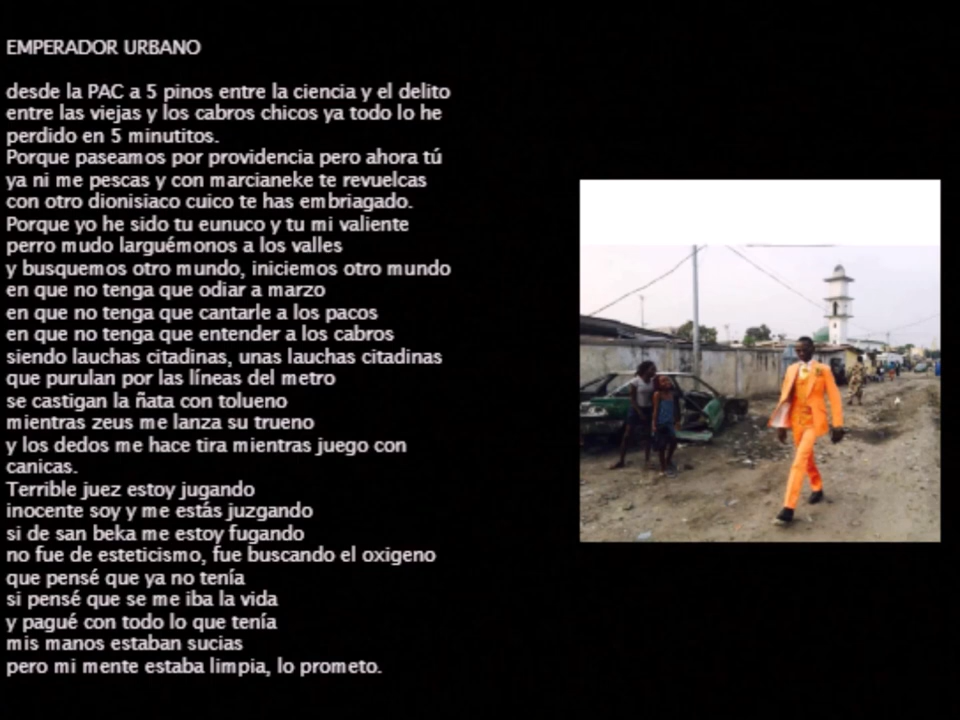 EMPERADOR URBANO
desde la PAC a 5 pinos entre la ciencia y el delito
entre las viejas y los cabros chicos ya todo lo he
perdido en 5 minutitos.
Porque paseamos por providencia pero ahora tú
ya ni me pescas y con marcianeke te revuelcas
con otro dionisiaco cuico te has embriagado.
Porque yo he sido tu eunuco y tu mi valiente
perro mudo larguémonos a los valles
y busquemos otro mundo, iniciemos otro mundo
en que no tenga que odiar a marzo
en que no tenga que cantarle a los pacos
en que no tenga que entender a los cabros
siendo lauchas citadinas, unas lauchas citadinas
que purulan por las líneas del metro
se castigan la ñata con tolueno
mientras zeus me lanza su trueno
y los dedos me hace tira mientras juego con
canicas.
Terrible juez estoy jugando
inocente soy y me estás juzgando
si de san beka me estoy fugando
no fue de esteticismo, fue buscando el oxigeno
que pensé que ya no tenía
si pensé que se me iba la vida
y pagué con todo lo que tenía
mis manos estaban sucias
pero mi mente estaba limpia, lo prometo.